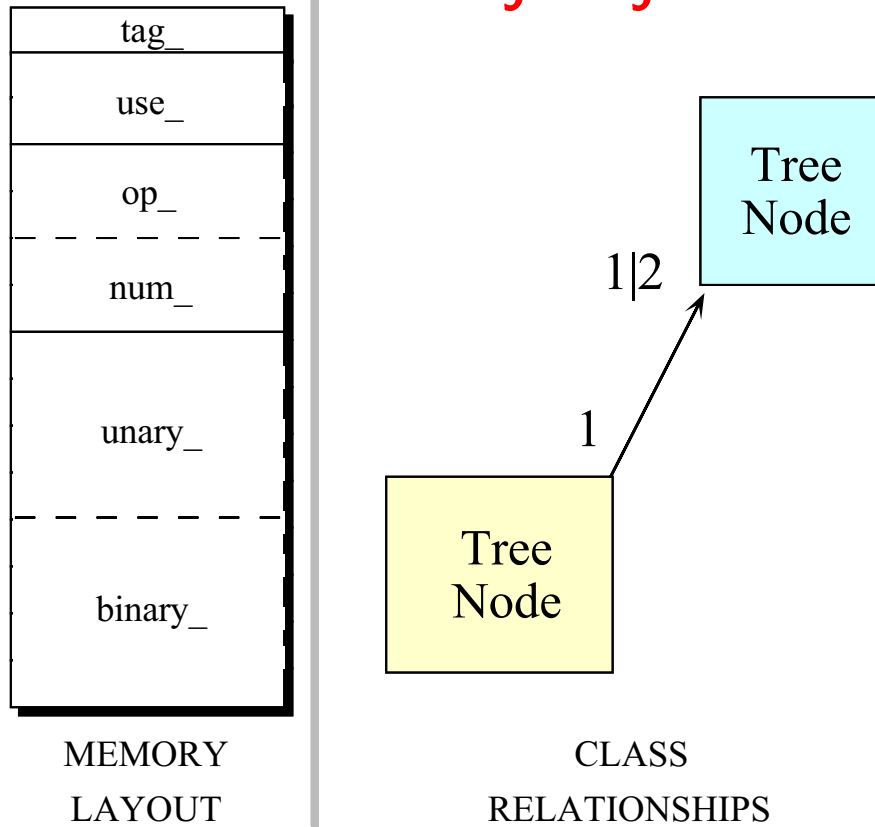 tag_
use_
op_
num_
unary_
binary_
MEMORY
LAYOUT
Tree
Node
1|2
1
Tree
Node
CLASS
RELATIONSHIPS